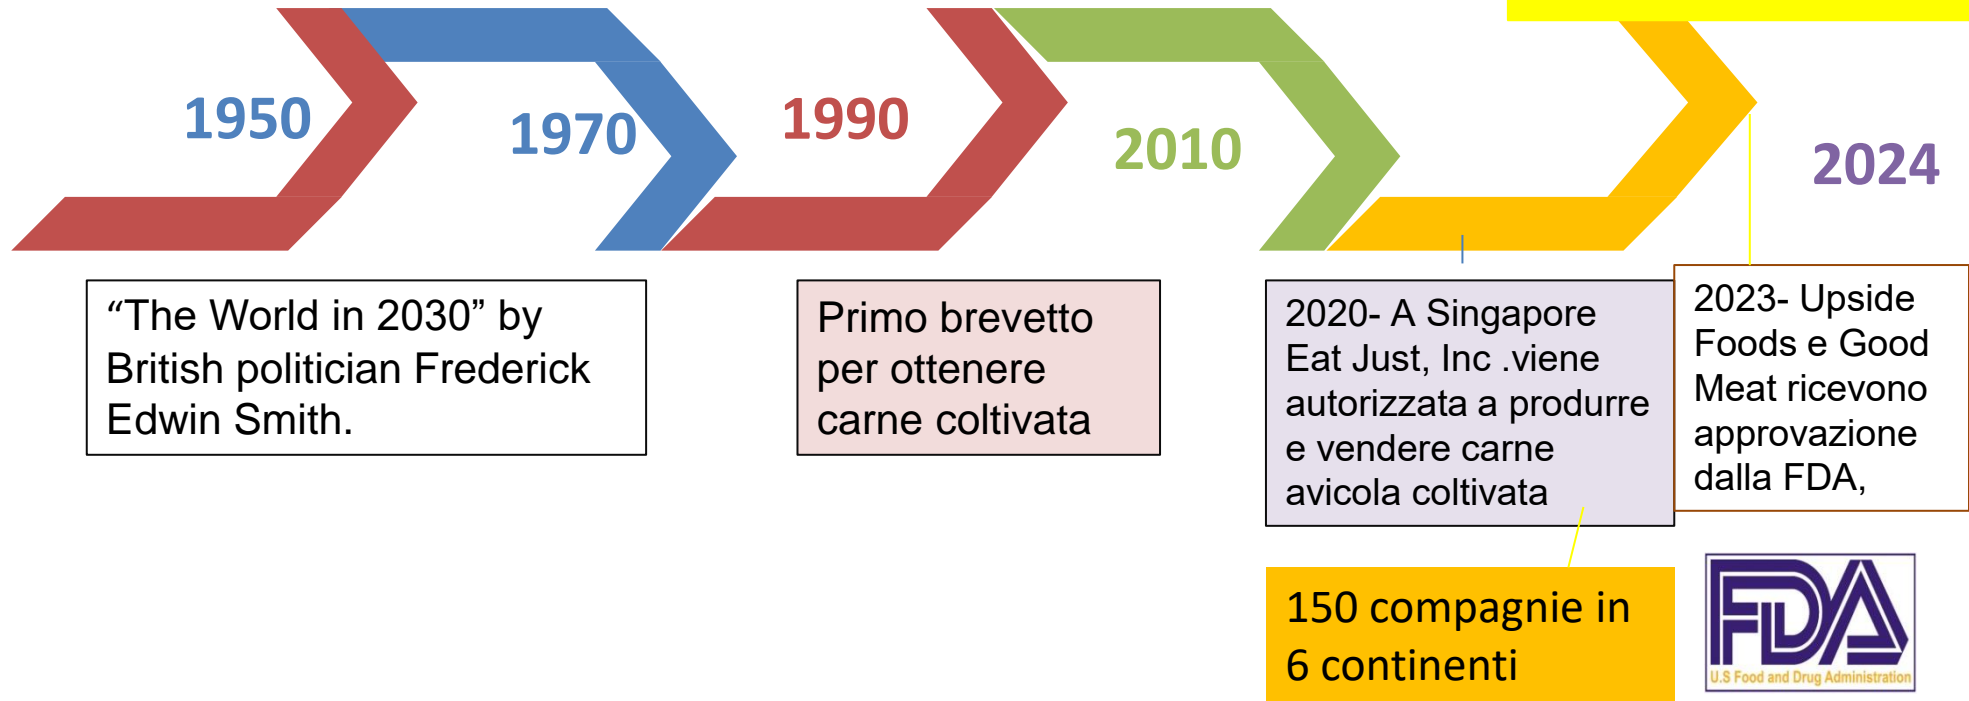 1950
1970
1990
2010
2024
“The World in 2030” by
British politician Frederick
Edwin Smith.
Primo brevetto
per ottenere
carne coltivata
2020- A Singapore
Eat Just, Inc .viene
autorizzata a produrre
e vendere carne
avicola coltivata
2023- Upside
Foods e Good
Meat ricevono
approvazione
dalla FDA,
150 compagnie in
6 continenti
FDA
U.S Food and Drug Administration